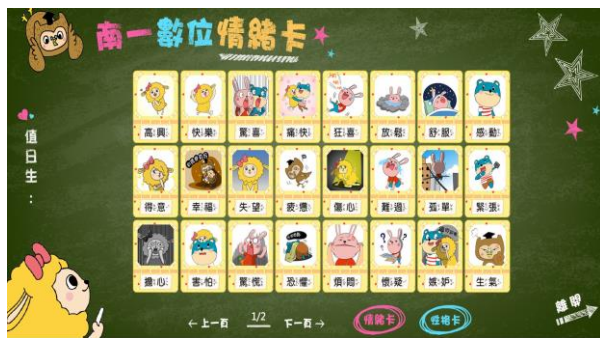 南一數位情緒卡
值日生：
高興 快樂 驚喜 痛快 狂喜 放鬆 舒服 感動
得意 幸福 失望 疲憊 傷心 難過 孤單 緊張
擔心 害怕 驚慌 恐懼 煩悶 懷疑 嫉妒 生氣
←上一頁 1/2 下一頁→ 情緒卡 性格卡 離開